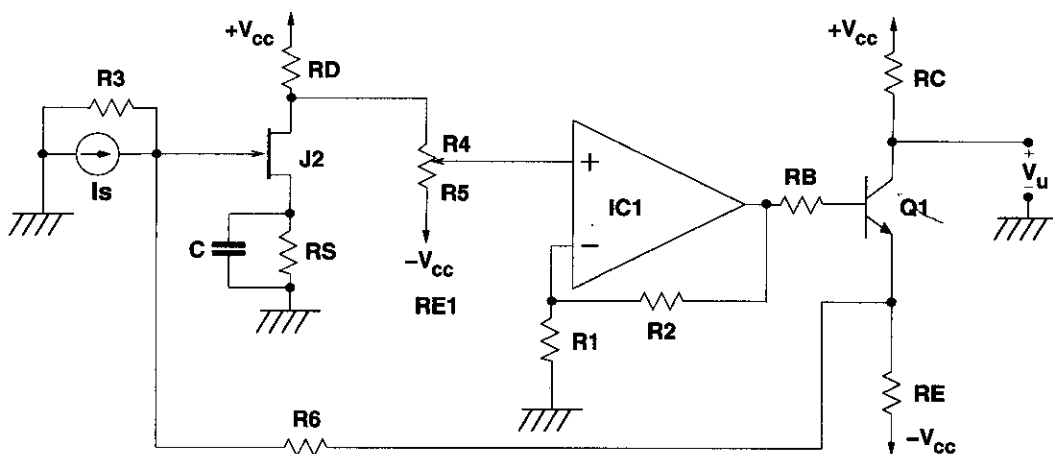 +Vcc
RD
R3
Is
J2
C
RS
R4
R5
−Vcc
RE1
+
−
IC1
R1
R2
RB
+Vcc
RC
Q1
+
Vu
−
RE
−Vcc
R6